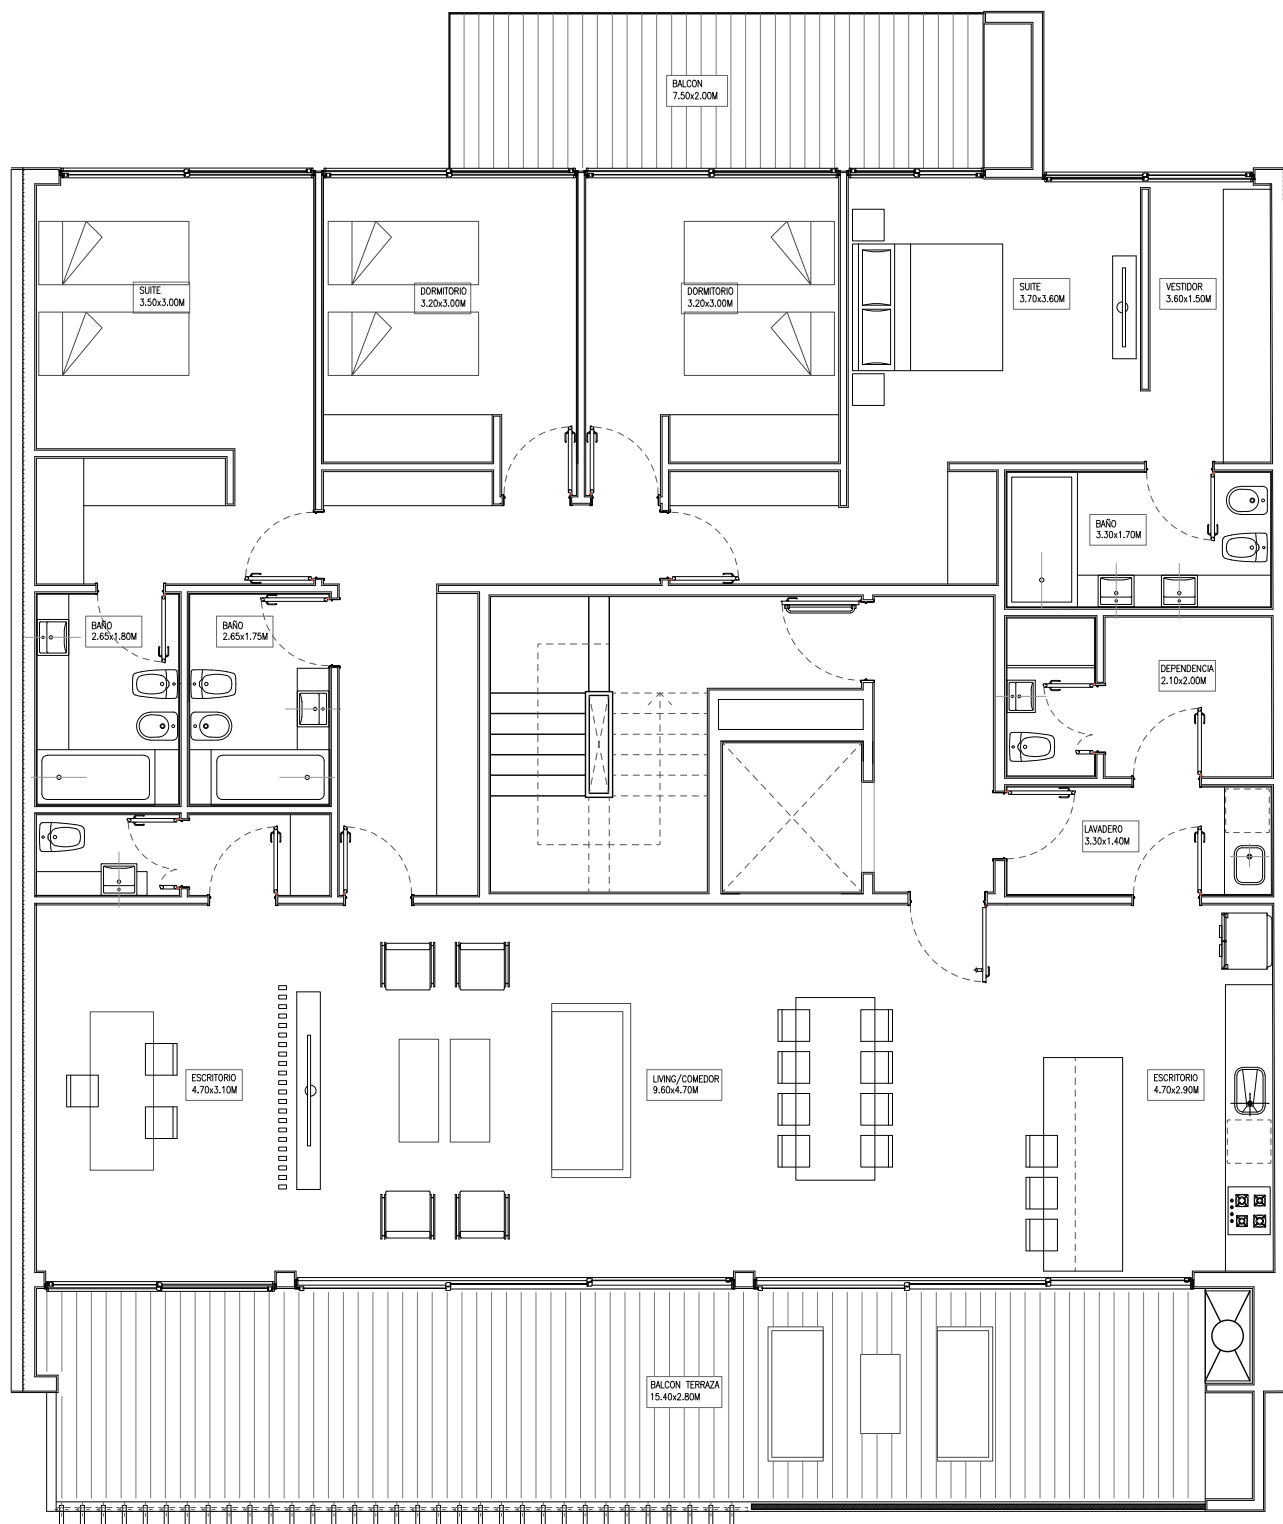 BALCON
7.50x2.00M
SUITE
3.50x3.00M
DORMITORIO
3.20x3.00M
DORMITORIO
3.20x3.00M
SUITE
3.70x3.60M
VESTIDOR
3.60x1.50M
BAÑO
3.30x1.70M
BAÑO
2.65x1.80M
BAÑO
2.65x1.75M
DEPENDENCIA
2.10x2.00M
LAVADERO
3.30x1.40M
ESCRITORIO
4.70x3.10M
LIVING/COMEDOR
9.60x4.70M
ESCRITORIO
4.70x2.90M
BALCON TERRAZA
15.40x2.80M